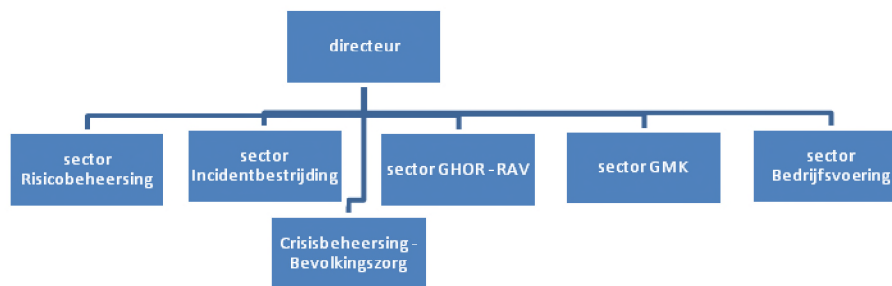 directeur
sector
Risicobeheersing
sector
Incidentbestrijding
sector GHOR - RAV
sector GMK
sector
Bedrijfsvoering
Crisisbeheersing -
Bevolkingszorg